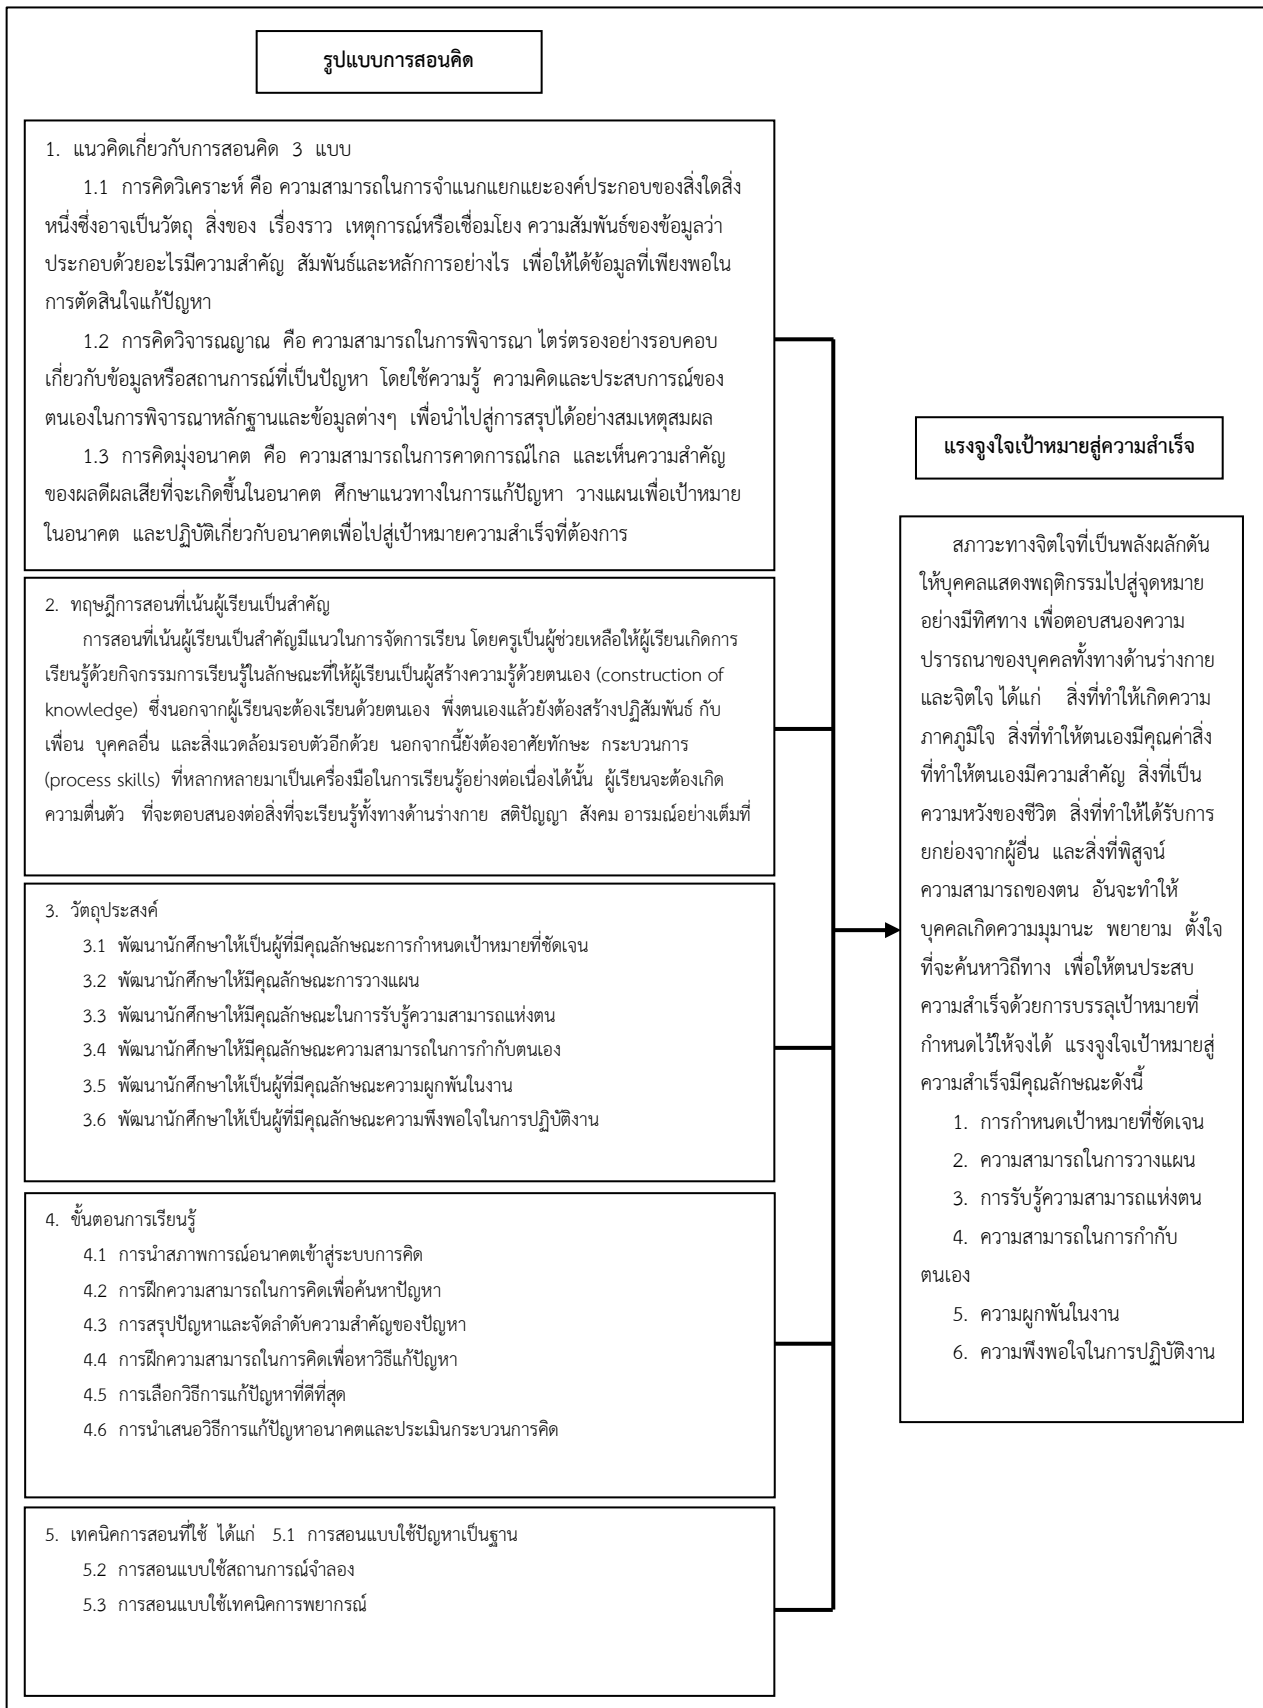 รูปแบบการสอนคิด
1. แนวคิดเกี่ยวกับการสอนคิด 3 แบบ
1.1 การคิดวิเคราะห์ คือ ความสามารถในการจำแนกแยกแยะองค์ประกอบของสิ่งใดสิ่ง
หนึ่งซึ่งอาจเป็นวัตถุ สิ่งของ เรื่องราว เหตุการณ์หรือเชื่อมโยง ความสัมพันธ์ของข้อมูลว่า
ประกอบด้วยอะไรมีความสำคัญ สัมพันธ์และหลักการอย่างไร เพื่อให้ได้ข้อมูลที่เพียงพอใน
การตัดสินใจแก้ปัญหา
1.2 การคิดวิจารณญาณ คือ ความสามารถในการพิจารณา ไตร่ตรองอย่างรอบคอบ
เกี่ยวกับข้อมูลหรือสถานการณ์ที่เป็นปัญหา โดยใช้ความรู้ ความคิดและประสบการณ์ของ
ตนเองในการพิจารณาหลักฐานและข้อมูลต่างๆ เพื่อนำไปสู่การสรุปได้อย่างสมเหตุสมผล
1.3 การคิดมุ่งอนาคต คือ ความสามารถในการคาดการณ์ไกล และเห็นความสำคัญ
ของผลดีผลเสียที่จะเกิดขึ้นในอนาคต ศึกษาแนวทางในการแก้ปัญหา วางแผนเพื่อเป้าหมาย
ในอนาคต และปฏิบัติเกี่ยวกับอนาคตเพื่อไปสู่เป้าหมายความสำเร็จที่ต้องการ
2. ทฤษฎีการสอนที่เน้นผู้เรียนเป็นสำคัญ
การสอนที่เน้นผู้เรียนเป็นสำคัญมีแนวในการจัดการเรียน โดยครูเป็นผู้ช่วยเหลือให้ผู้เรียนเกิดการ
เรียนรู้ด้วยกิจกรรมการเรียนรู้ในลักษณะที่ให้ผู้เรียนเป็นผู้สร้างความรู้ด้วยตนเอง (construction of
knowledge) ซึ่งนอกจากผู้เรียนจะต้องเรียนด้วยตนเอง พึ่งตนเองแล้วยังต้องสร้างปฏิสัมพันธ์ กับ
เพื่อน บุคคลอื่น และสิ่งแวดล้อมรอบตัวอีกด้วย นอกจากนี้ยังต้องอาศัยทักษะ กระบวนการ
(process skills) ที่หลากหลายมาเป็นเครื่องมือในการเรียนรู้อย่างต่อเนื่องได้นั้น ผู้เรียนจะต้องเกิด
ความตื่นตัว ที่จะตอบสนองต่อสิ่งที่จะเรียนรู้ทั้งทางด้านร่างกาย สติปัญญา สังคม อารมณ์อย่างเต็มที่
3. วัตถุประสงค์
3.1 พัฒนานักศึกษาให้เป็นผู้ที่มีคุณลักษณะการกำหนดเป้าหมายที่ชัดเจน
3.2 พัฒนานักศึกษาให้มีคุณลักษณะการวางแผน
3.3 พัฒนานักศึกษาให้มีคุณลักษณะในการรับรู้ความสามารถแห่งตน
3.4 พัฒนานักศึกษาให้มีคุณลักษณะความสามารถในการกำกับตนเอง
3.5 พัฒนานักศึกษาให้เป็นผู้ที่มีคุณลักษณะความผูกพันในงาน
3.6 พัฒนานักศึกษาให้เป็นผู้ที่มีคุณลักษณะความพึงพอใจในการปฏิบัติงาน
4. ขั้นตอนการเรียนรู้
4.1 การนำสภาพการณ์อนาคตเข้าสู่ระบบการคิด
4.2 การฝึกความสามารถในการคิดเพื่อค้นหาปัญหา
4.3 การสรุปปัญหาและจัดลำดับความสำคัญของปัญหา
4.4 การฝึกความสามารถในการคิดเพื่อหาวิธีแก้ปัญหา
4.5 การเลือกวิธีการแก้ปัญหาที่ดีที่สุด
4.6 การนำเสนอวิธีการแก้ปัญหาอนาคตและประเมินกระบวนการคิด
5. เทคนิคการสอนที่ใช้ ได้แก่ 5.1 การสอนแบบใช้ปัญหาเป็นฐาน
5.2 การสอนแบบใช้สถานการณ์จำลอง
5.3 การสอนแบบใช้เทคนิคการพยากรณ์
แรงจูงใจเป้าหมายสู่ความสำเร็จ
สภาวะทางจิตใจที่เป็นพลังผลักดัน
ให้บุคคลแสดงพฤติกรรมไปสู่จุดหมาย
อย่างมีทิศทาง เพื่อตอบสนองความ
ปรารถนาของบุคคลทั้งทางด้านร่างกาย
และจิตใจ ได้แก่ สิ่งที่ทำให้เกิดความ
ภาคภูมิใจ สิ่งที่ทำให้ตนเองมีคุณค่าสิ่ง
ที่ทำให้ตนเองมีความสำคัญ สิ่งที่เป็น
ความหวังของชีวิต สิ่งที่ทำให้ได้รับการ
ยกย่องจากผู้อื่น และสิ่งที่พิสูจน์
ความสามารถของตน อันจะทำให้
บุคคลเกิดความมุมานะ พยายาม ตั้งใจ
ที่จะค้นหาวิถีทาง เพื่อให้ตนประสบ
ความสำเร็จด้วยการบรรลุเป้าหมายที่
กำหนดไว้ให้จงได้ แรงจูงใจเป้าหมายสู่
ความสำเร็จมีคุณลักษณะดังนี้
1. การกำหนดเป้าหมายที่ชัดเจน
2. ความสามารถในการวางแผน
3. การรับรู้ความสามารถแห่งตน
4. ความสามารถในการกำกับ
ตนเอง
5. ความผูกพันในงาน
6. ความพึงพอใจในการปฏิบัติงาน